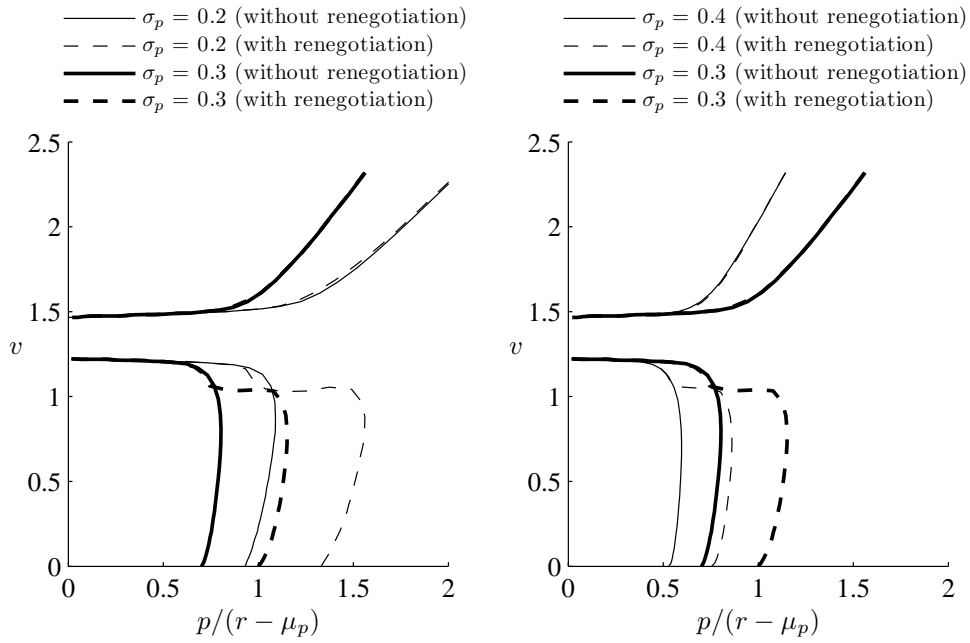 σ_p = 0.2 (without renegotiation)
σ_p = 0.2 (with renegotiation)
σ_p = 0.3 (without renegotiation)
σ_p = 0.3 (with renegotiation)
2.5
2
1.5
v
1
0.5
0
0 0.5 1 1.5 2
p/(r − μ_p)
σ_p = 0.4 (without renegotiation)
σ_p = 0.4 (with renegotiation)
σ_p = 0.3 (without renegotiation)
σ_p = 0.3 (with renegotiation)
2.5
2
1.5
v
1
0.5
0
0 0.5 1 1.5 2
p/(r − μ_p)